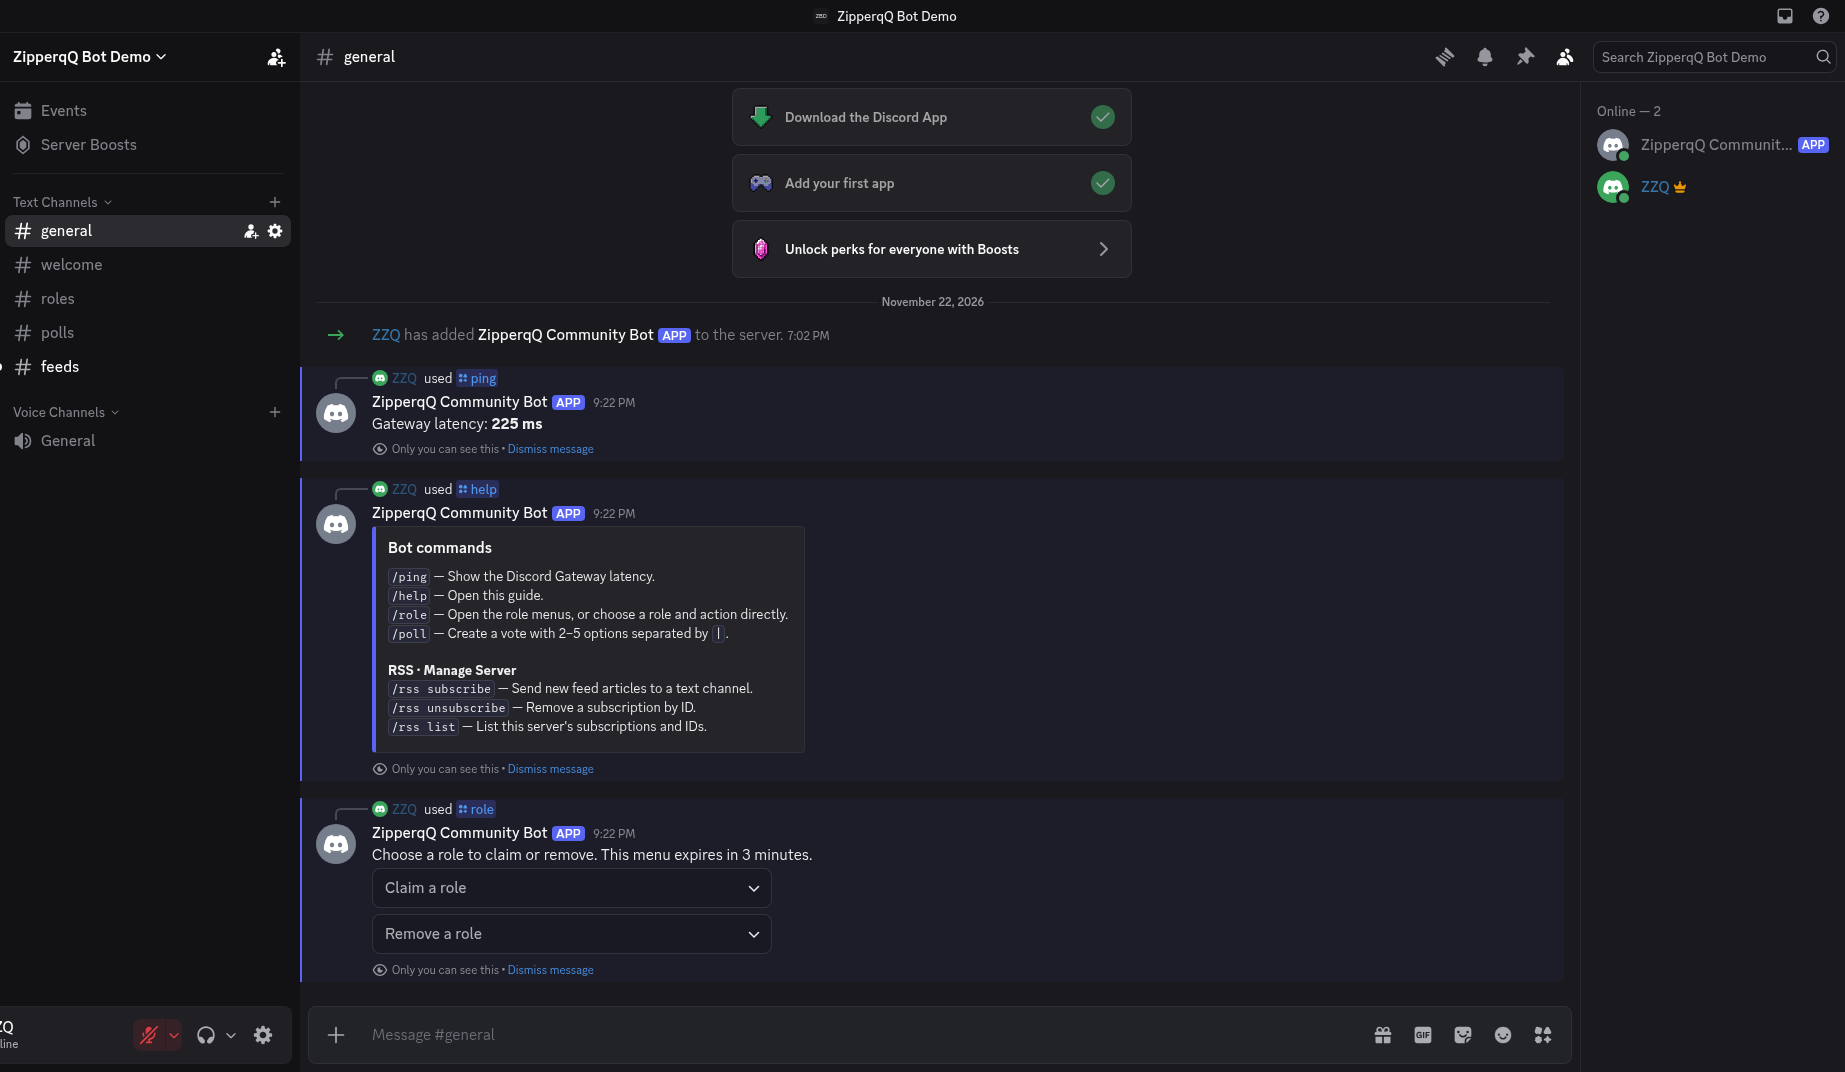 ZBD ZipperqQ Bot Demo
ZipperqQ Bot Demo
Events
Server Boosts
Text Channels
general
welcome
roles
polls
feeds
Voice Channels
General
ZQ
line
general
Search ZipperqQ Bot Demo
Download the Discord App
Add your first app
Unlock perks for everyone with Boosts
November 22, 2026
ZZQ has added ZipperqQ Community Bot APP to the server. 7:02 PM
ZZQ used ping
ZipperqQ Community Bot APP 9:22 PM
Gateway latency: 225 ms
Only you can see this • Dismiss message
ZZQ used help
ZipperqQ Community Bot APP 9:22 PM
Bot commands
/ping — Show the Discord Gateway latency.
/help — Open this guide.
/role — Open the role menus, or choose a role and action directly.
/poll — Create a vote with 2–5 options separated by |.
RSS · Manage Server
/rss subscribe — Send new feed articles to a text channel.
/rss unsubscribe — Remove a subscription by ID.
/rss list — List this server's subscriptions and IDs.
Only you can see this • Dismiss message
ZZQ used role
ZipperqQ Community Bot APP 9:22 PM
Choose a role to claim or remove. This menu expires in 3 minutes.
Claim a role
Remove a role
Only you can see this • Dismiss message
Message #general
GIF
Online — 2
ZipperqQ Communit... APP
ZZQ